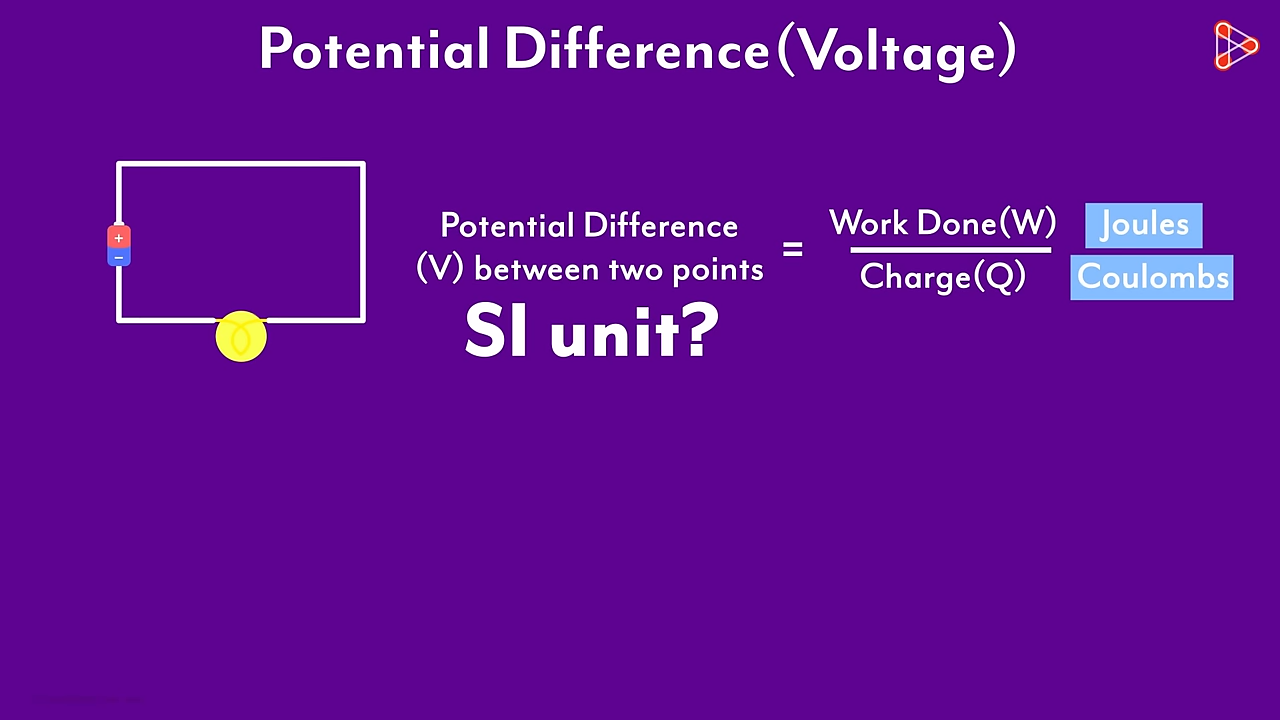 Potential Difference(Voltage)
Potential Difference
(V) between two points
=
Work Done(W)
Charge(Q)
Joules
Coulombs
SI unit?
+
−